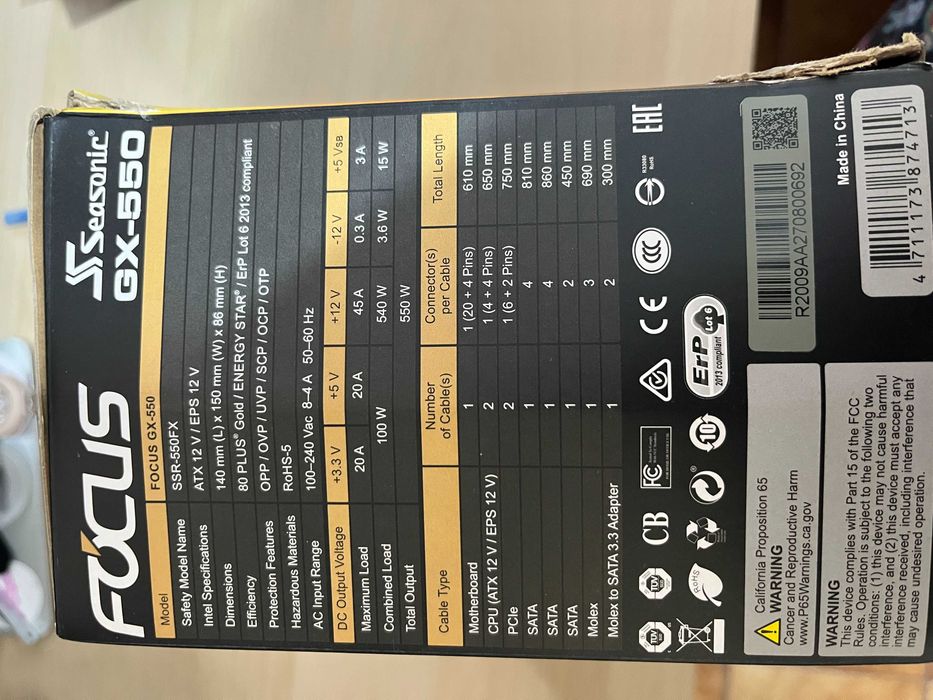 FOCUS
Seasonic®
GX-550
Model FOCUS GX-550
Safety Model Name SSR-550FX
Intel Specifications ATX 12 V / EPS 12 V
Dimensions 140 mm (L) x 150 mm (W) x 86 mm (H)
Efficiency 80 PLUS® Gold / ENERGY STAR® / ErP Lot 6 2013 compliant
Protection Features OPP / OVP / UVP / SCP / OCP / OTP
Hazardous Materials RoHS-5
AC Input Range 100–240 Vac 8–4 A 50–60 Hz
DC Output Voltage +3.3 V +5 V +12 V -12 V +5 VSB
Maximum Load 20 A 20 A 45 A 0.3 A 3 A
Combined Load 100 W 540 W 3.6 W 15 W
Total Output 550 W
Cable Type Number of Cable(s) Connector(s) per Cable Total Length
Motherboard 1 1 (20 + 4 Pins) 610 mm
CPU (ATX 12 V / EPS 12 V) 2 1 (4 + 4 Pins) 650 mm
PCIe 2 1 (6 + 2 Pins) 750 mm
SATA 1 4 810 mm
SATA 1 4 860 mm
SATA 1 2 450 mm
Molex 1 3 690 mm
Molex to SATA 3.3 Adapter 1 2 300 mm
TÜV TÜV CB FC CE CCC R33080 RoHS EAC
RoHS 10 ErP Lot 6
2013 compliant
California Proposition 65
WARNING
Cancer and Reproductive Harm
www.P65Warnings.ca.gov
R2009AA270800692
WARNING
This device complies with Part 15 of the FCC
Rules. Operation is subject to the following two
conditions: (1) this device may not cause harmful
interference, and (2) this device must accept any
interference received, including interference that
may cause undesired operation.
Made in China
4 711173 874713